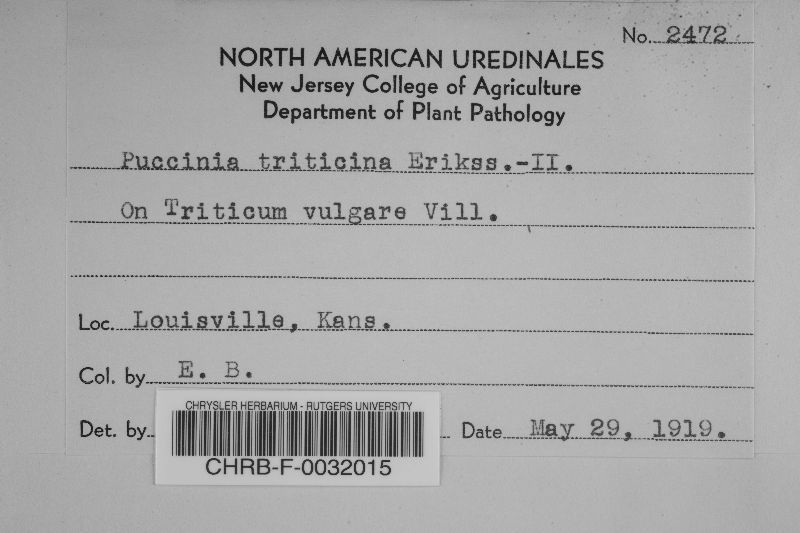 No. 2472
NORTH AMERICAN UREDINALES
New Jersey College of Agriculture
Department of Plant Pathology
Puccinia triticina Erikss.-II.
On Triticum vulgare Vill.
Loc. Louisville, Kans.
Col. by E. B.
Det. by Date May 29, 1919.
CHRYSLER HERBARIUM - RUTGERS UNIVERSITY
CHRB-F-0032015